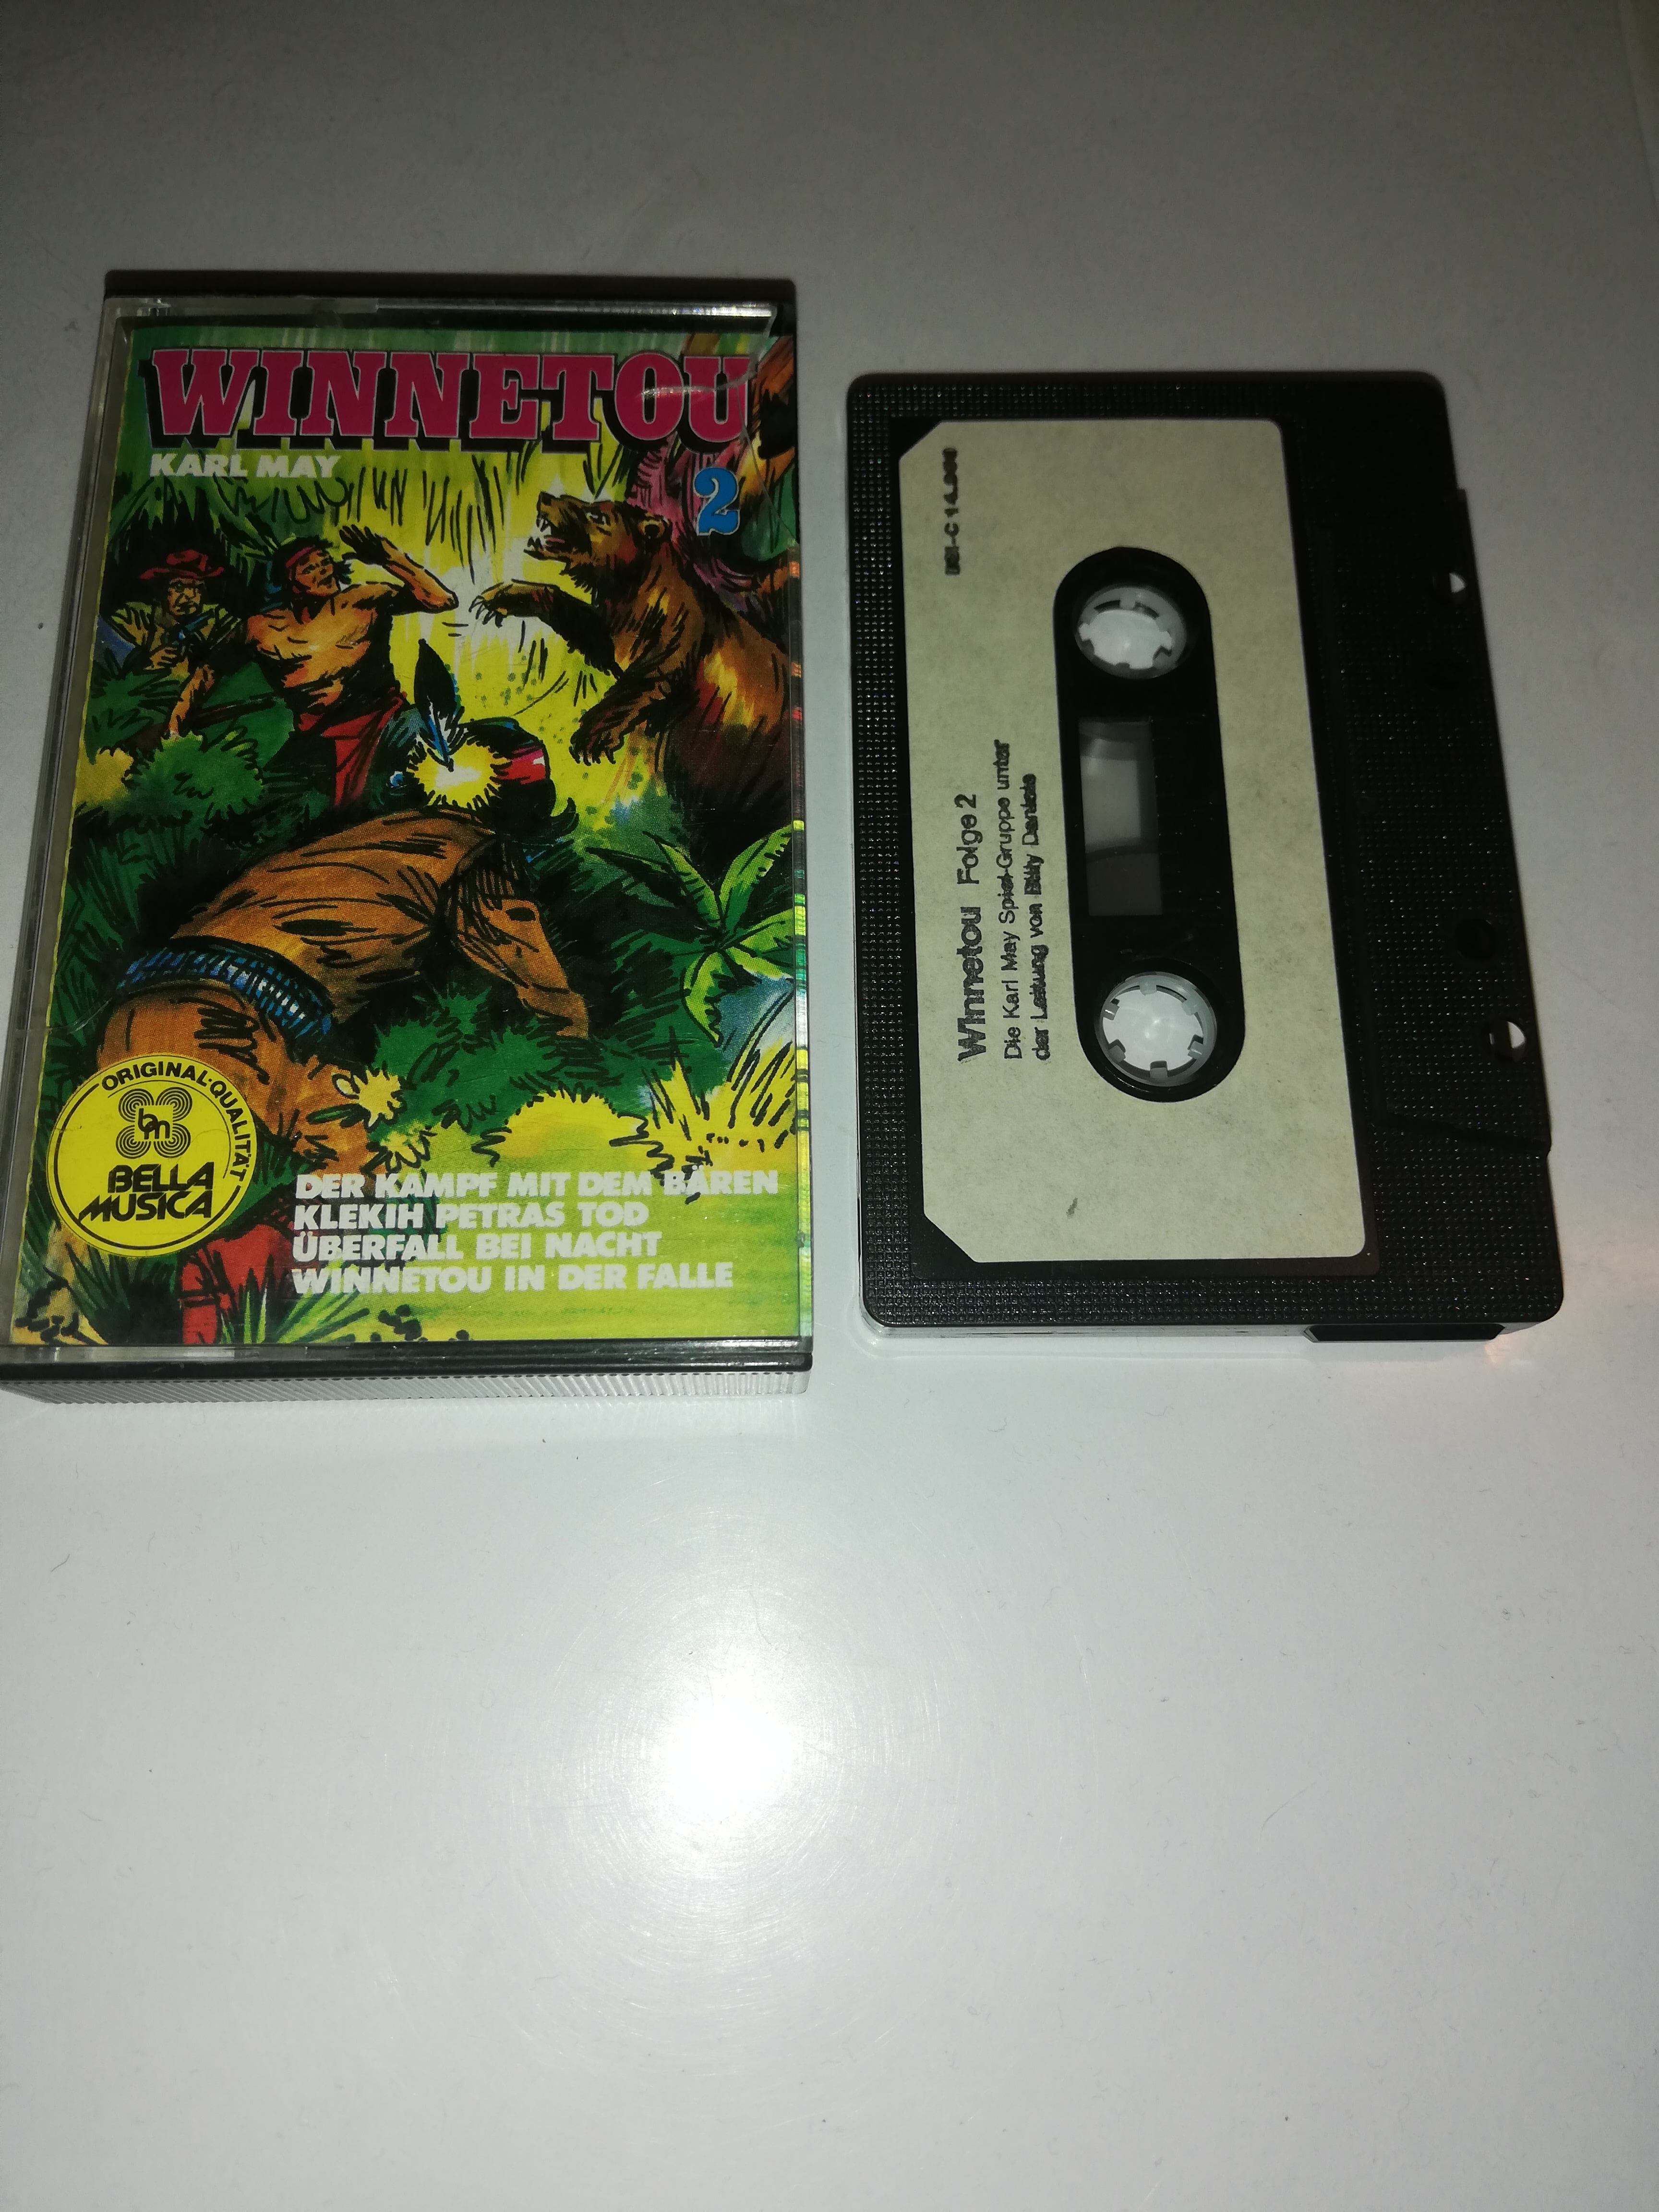 WINNETOU
KARL MAY
2
ORIGINAL-QUALITÄT
bm
BELLA
MUSICA
DER KAMPF MIT DEM BÄREN
KLEKIH PETRAS TOD
ÜBERFALL BEI NACHT
WINNETOU IN DER FALLE
Winnetou Folge 2
Die Karl May Spiel-Gruppe unter
der Leitung von Billy